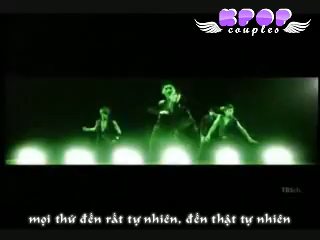 KPOP
couples
mọi thứ đến rất tự nhiên, đến thật tự nhiên